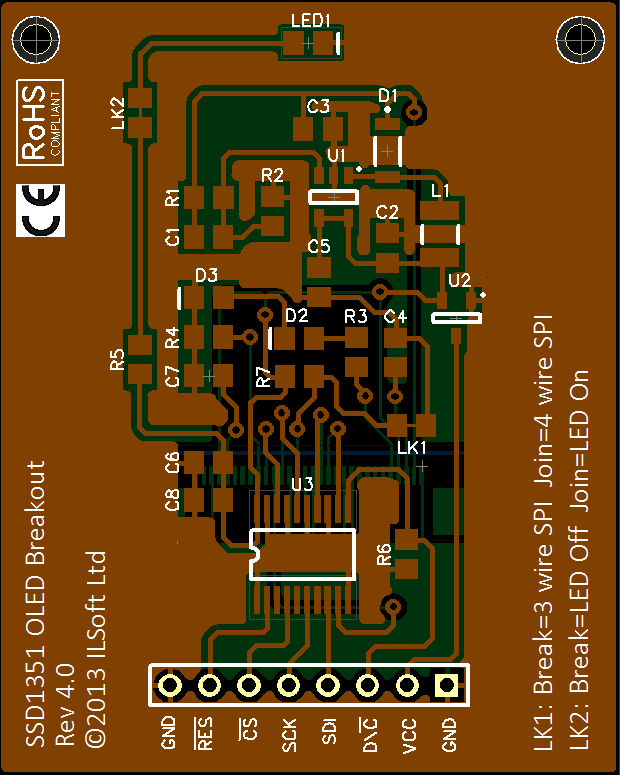 LED1
LK2
RoHS
COMPLIANT
CE
C3
D1
U1
R2
R1
C1
L1
C2
C5
U2
D3
D2
R3
C4
R4
R5
C7
R7
LK1
C6
C8
U3
R6
SSD1351 OLED Breakout
Rev 4.0
©2013 ILSoft Ltd
LK1: Break=3 wire SPI Join=4 wire SPI
LK2: Break=LED Off Join=LED On
GND
RES
CS
SCK
SDI
D\C
VCC
GND